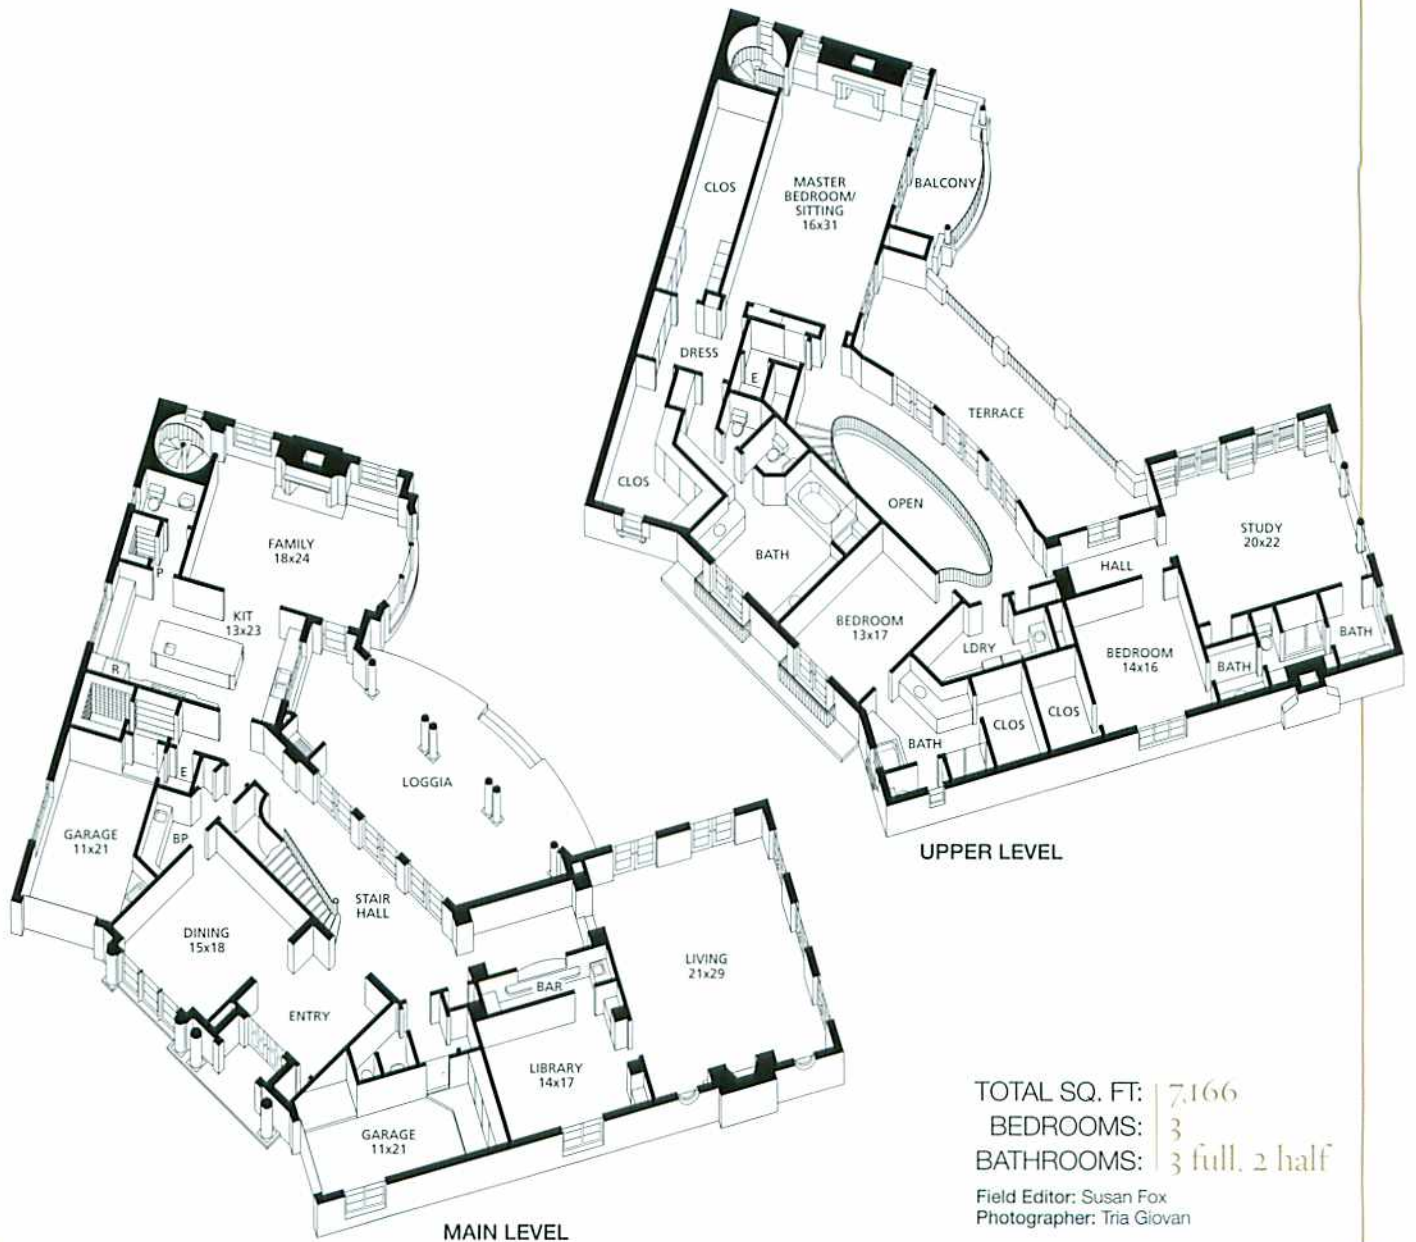 CLOS
MASTER
BEDROOM/
SITTING
16x31
BALCONY
DRESS
E
TERRACE
CLOS
OPEN
BATH
STUDY
20x22
HALL
BEDROOM
13x17
LDRY
BEDROOM
14x16
BATH
BATH
CLOS
CLOS
BATH
UPPER LEVEL
FAMILY
18x24
P
KIT
13x23
R
LOGGIA
E
GARAGE
11x21
BP
STAIR
HALL
DINING
15x18
LIVING
21x29
BAR
ENTRY
LIBRARY
14x17
GARAGE
11x21
MAIN LEVEL
TOTAL SQ. FT: 7,166
BEDROOMS: 3
BATHROOMS: 3 full, 2 half
Field Editor: Susan Fox
Photographer: Tria Giovan